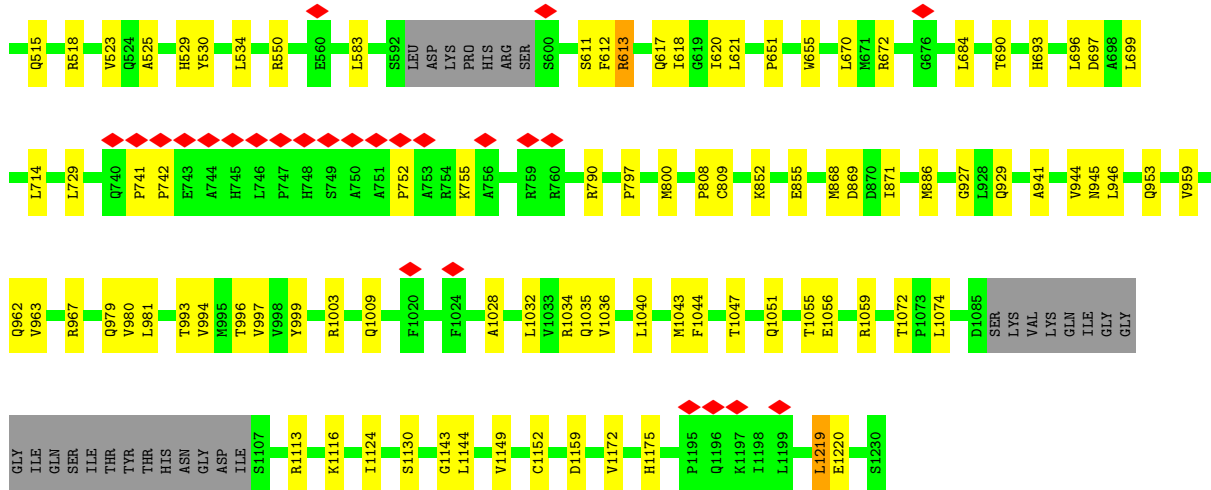 Q515 R518 V523 Q524 A525 H529 Y530 L534 R550 E560 L583 S592 LEU ASP LYS PRO HIS ARG SER S600 S611 F612 R613 Q617 I618 G619 I620 L621 P651 W655 L670 M671 R672 G676 L684 T690 H693 L696 D697 A698 L699
L714 L729 Q740 P741 P742 E743 A744 H745 L746 P747 H748 S749 A750 A751 P752 A753 R754 K755 A756 R759 R760 R790 P797 M800 P808 C809 K852 E855 M868 D869 D870 I871 M886 G927 L928 Q929 A941 V944 N945 L946 Q953 V959
Q962 V963 R967 Q979 V980 L981 T993 V994 M995 T996 V997 V998 Y999 R1003 Q1009 F1020 F1024 A1028 L1032 V1033 R1034 Q1035 V1036 L1040 M1043 F1044 T1047 Q1051 T1055 E1056 R1059 T1072 P1073 L1074 D1085 SER LYS VAL LYS GLN ILE GLY GLY
GLY ILE GLN SER ILE THR TYR THR HIS ASN GLY ASP ILE S1107 R1113 K1116 I1124 S1130 G1143 L1144 V1149 C1152 D1159 V1172 H1175 P1195 Q1196 K1197 I1198 L1199 L1219 E1220 S1230